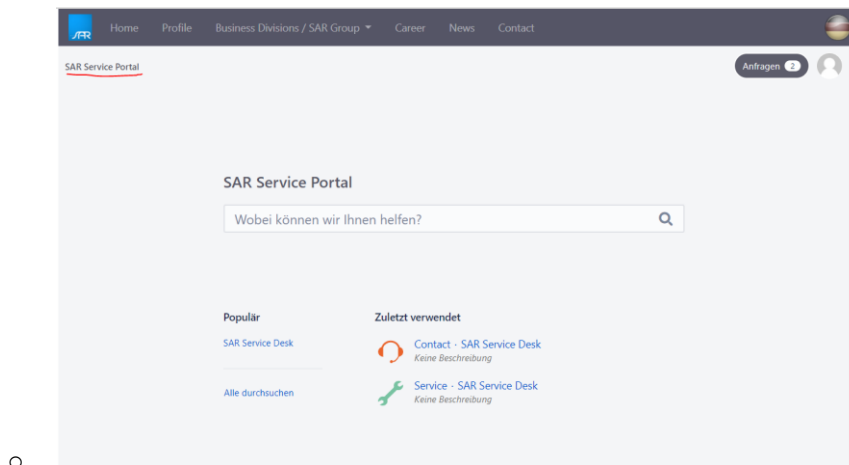 SAR Home Profile Business Divisions / SAR Group Career News Contact
SAR Service Portal
Anfragen 2
SAR Service Portal
Wobei können wir Ihnen helfen?
Populär
SAR Service Desk
Alle durchsuchen
Zuletzt verwendet
Contact · SAR Service Desk
Keine Beschreibung
Service · SAR Service Desk
Keine Beschreibung